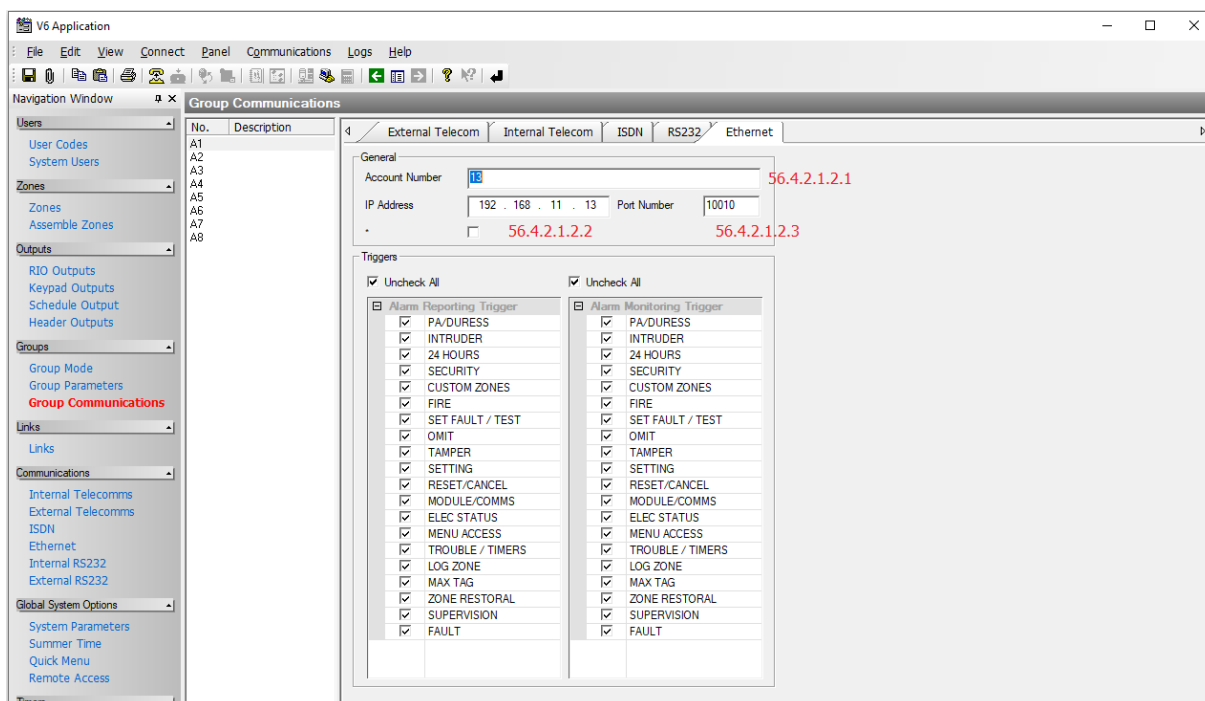 V6 Application
File Edit View Connect Panel Communications Logs Help
Navigation Window
Users
User Codes
System Users
Zones
Zones
Assemble Zones
Outputs
RIO Outputs
Keypad Outputs
Schedule Output
Header Outputs
Groups
Group Mode
Group Parameters
Group Communications
Links
Links
Communications
Internal Telecomms
External Telecomms
ISDN
Ethernet
Internal RS232
External RS232
Global System Options
System Parameters
Summer Time
Quick Menu
Remote Access
Timers
Group Communications
No. Description
A1
A2
A3
A4
A5
A6
A7
A8
External Telecom Internal Telecom ISDN RS232 Ethernet
General
Account Number 13 56.4.2.1.2.1
IP Address 192 . 168 . 11 . 13 Port Number 10010
56.4.2.1.2.2 56.4.2.1.2.3
Triggers
Uncheck All Uncheck All
Alarm Reporting Trigger Alarm Monitoring Trigger
PA/DURESS PA/DURESS
INTRUDER INTRUDER
24 HOURS 24 HOURS
SECURITY SECURITY
CUSTOM ZONES CUSTOM ZONES
FIRE FIRE
SET FAULT / TEST SET FAULT / TEST
OMIT OMIT
TAMPER TAMPER
SETTING SETTING
RESET/CANCEL RESET/CANCEL
MODULE/COMMS MODULE/COMMS
ELEC STATUS ELEC STATUS
MENU ACCESS MENU ACCESS
TROUBLE / TIMERS TROUBLE / TIMERS
LOG ZONE LOG ZONE
MAX TAG MAX TAG
ZONE RESTORAL ZONE RESTORAL
SUPERVISION SUPERVISION
FAULT FAULT